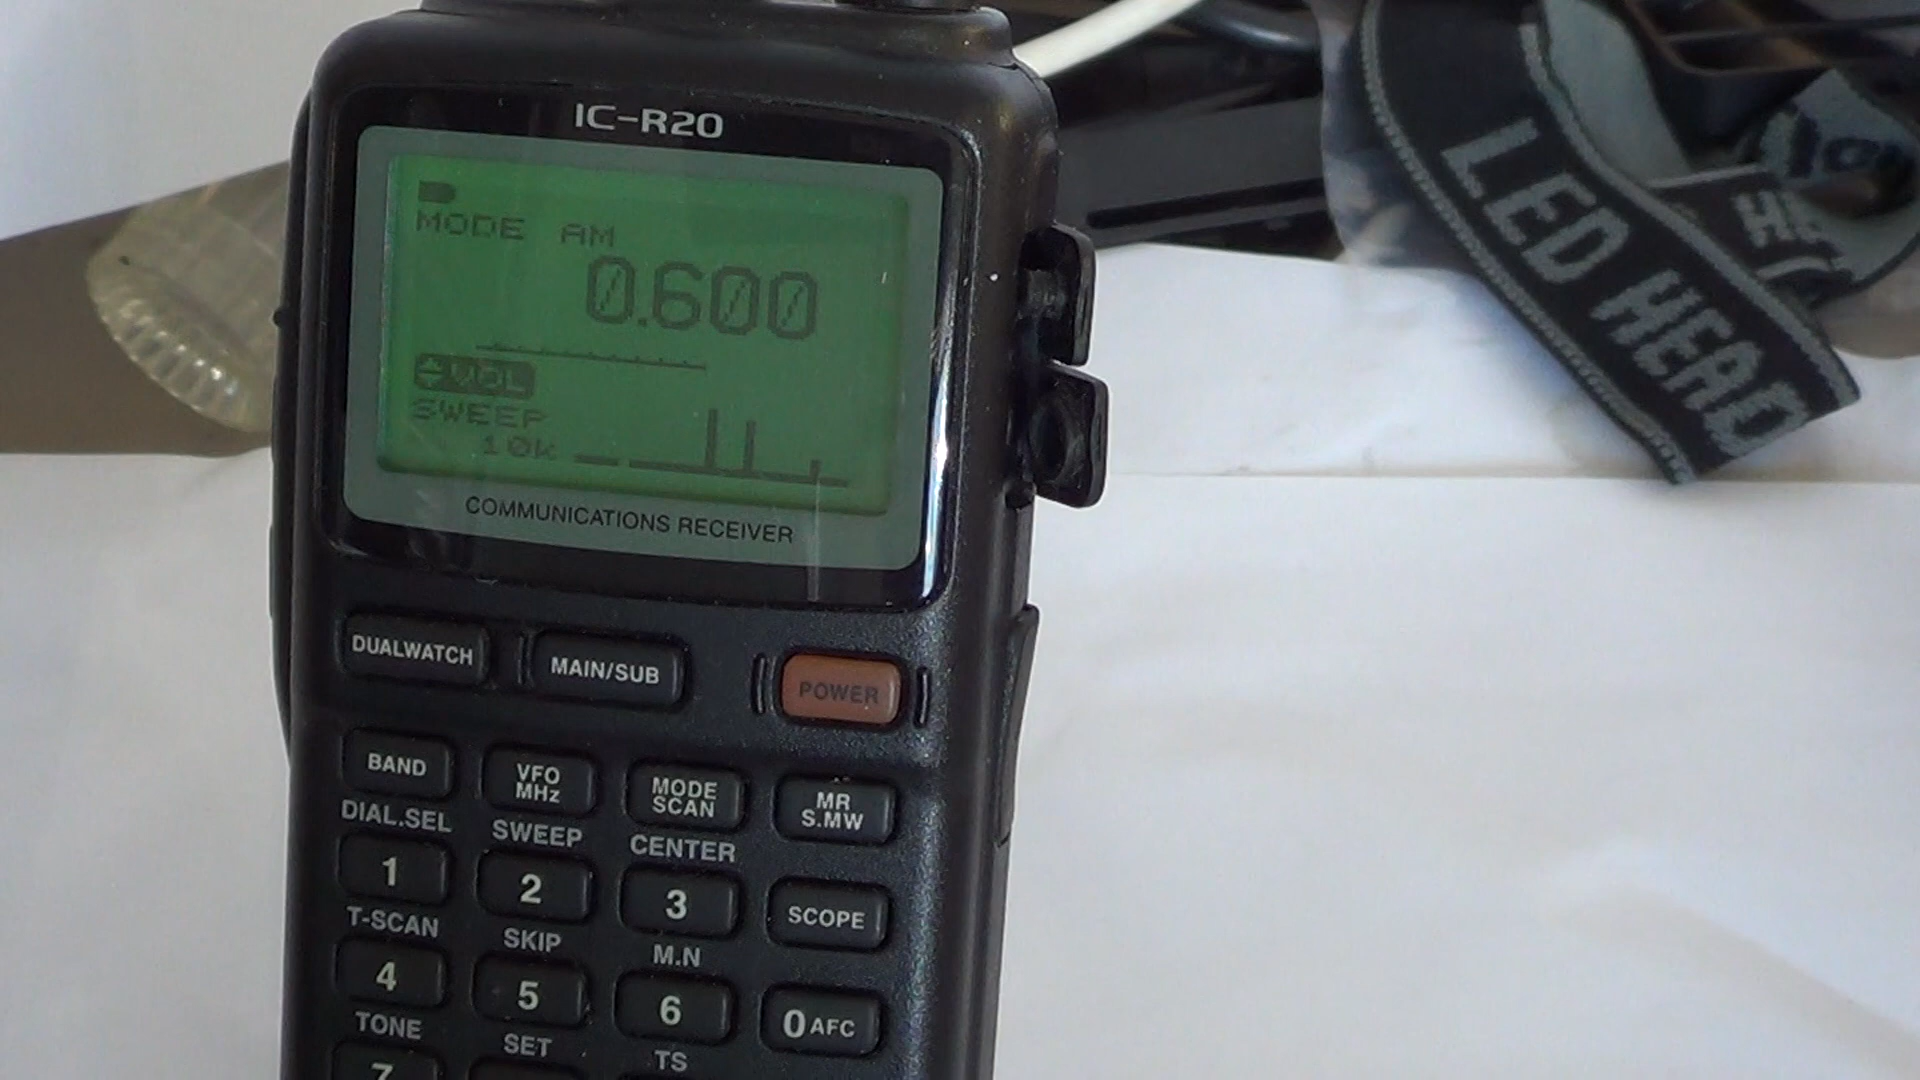 IC-R20
MODE AM
0.600
VOL
SWEEP
10k
COMMUNICATIONS RECEIVER
DUALWATCH
MAIN/SUB
POWER
BAND
VFO
MHz
MODE
SCAN
MR
S.MW
DIAL.SEL
SWEEP
CENTER
1
2
3
SCOPE
T-SCAN
SKIP
M.N
4
5
6
0 AFC
TONE
SET
TS
7
LED HEAD